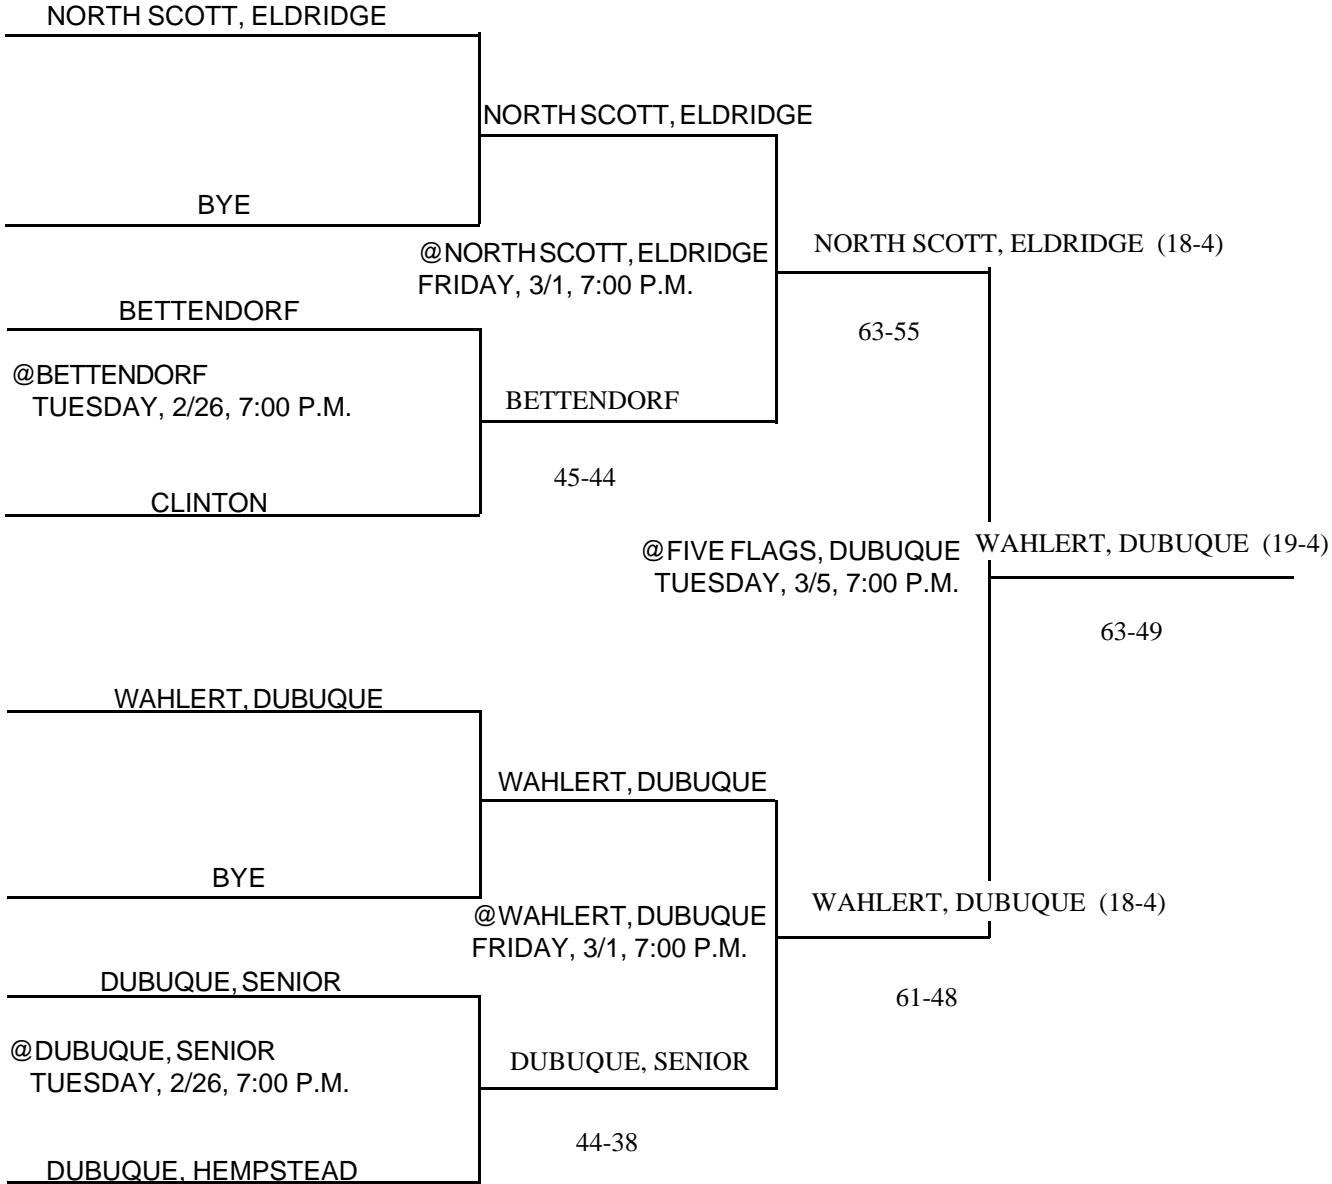 NORTH SCOTT, ELDRIDGE
NORTH SCOTT, ELDRIDGE
BYE
NORTH SCOTT, ELDRIDGE (18-4)
@NORTH SCOTT, ELDRIDGE
FRIDAY, 3/1, 7:00 P.M.
BETTENDORF
63-55
@BETTENDORF
TUESDAY, 2/26, 7:00 P.M.
BETTENDORF
45-44
CLINTON
@FIVE FLAGS, DUBUQUE
TUESDAY, 3/5, 7:00 P.M.
WAHLERT, DUBUQUE (19-4)
63-49
WAHLERT, DUBUQUE
WAHLERT, DUBUQUE
BYE
@WAHLERT, DUBUQUE
FRIDAY, 3/1, 7:00 P.M.
WAHLERT, DUBUQUE (18-4)
DUBUQUE, SENIOR
61-48
@DUBUQUE, SENIOR
TUESDAY, 2/26, 7:00 P.M.
DUBUQUE, SENIOR
44-38
DUBUQUE, HEMPSTEAD